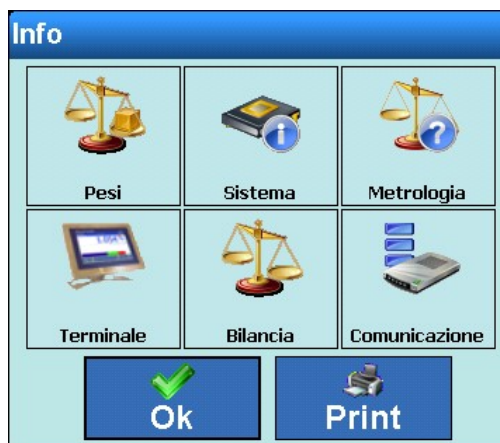 Info
Pesi
Sistema
Metrologia
Terminale
Bilancia
Comunicazione
Ok
Print